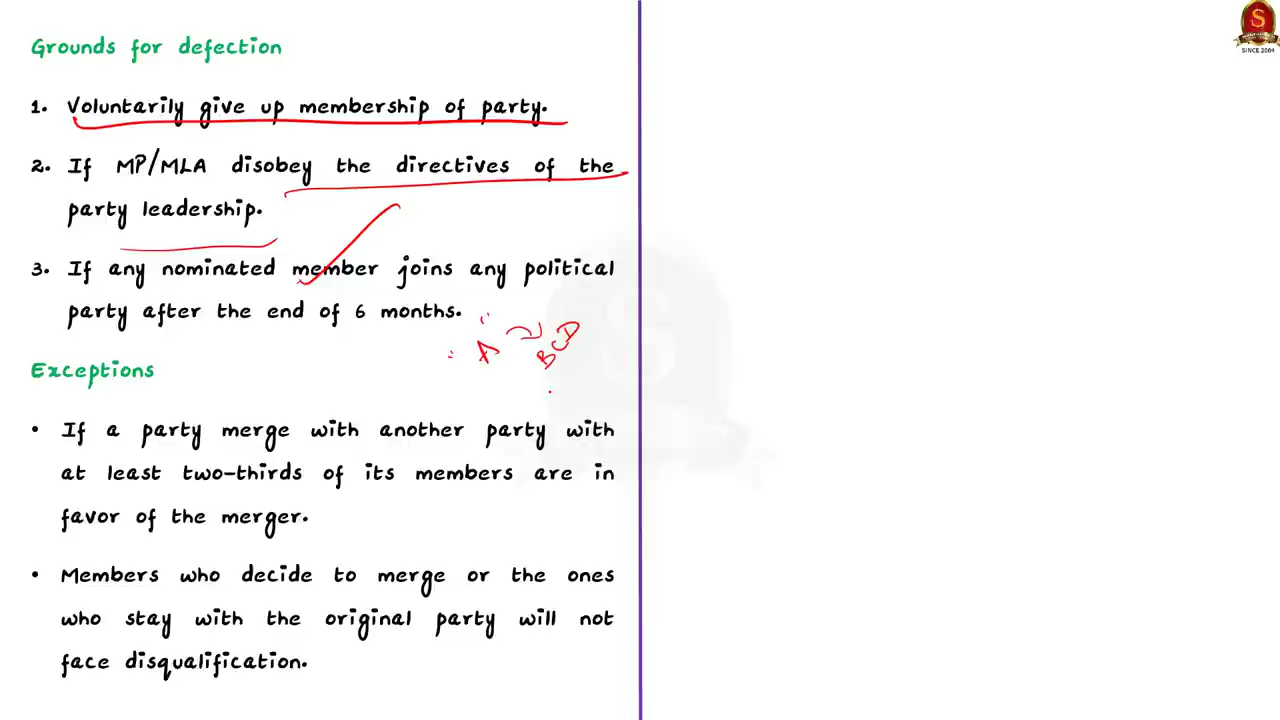 Grounds for defection
1. Voluntarily give up membership of party.
2. If MP/MLA disobey the directives of the
party leadership.
3. If any nominated member joins any political
party after the end of 6 months.
A B C D
Exceptions
• If a party merge with another party with
at least two-thirds of its members are in
favor of the merger.
• Members who decide to merge or the ones
who stay with the original party will not
face disqualification.
S
SINCE 2004